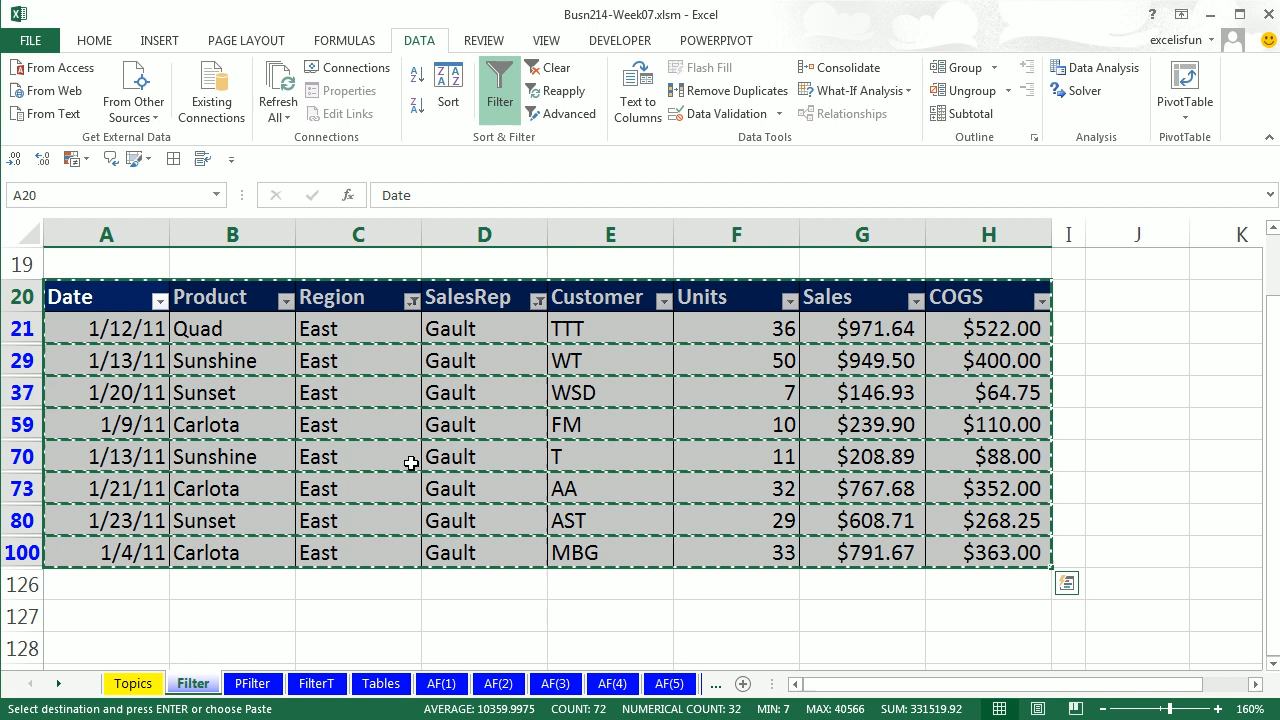 Busn214-Week07.xlsm - Excel
FILE HOME INSERT PAGE LAYOUT FORMULAS DATA REVIEW VIEW DEVELOPER POWERPIVOT excelisfun
From Access
From Web
From Text
From Other Sources
Existing Connections
Get External Data
Refresh All
Connections
Properties
Edit Links
Connections
Sort
Filter
Clear
Reapply
Advanced
Sort & Filter
Text to Columns
Flash Fill
Remove Duplicates
Data Validation
Consolidate
What-If Analysis
Relationships
Data Tools
Group
Ungroup
Subtotal
Outline
Data Analysis
Solver
Analysis
PivotTable
PivotTable
A20 fx Date
A B C D E F G H I J K
19
20 Date Product Region SalesRep Customer Units Sales COGS
21 1/12/11 Quad East Gault TTT 36 $971.64 $522.00
29 1/13/11 Sunshine East Gault WT 50 $949.50 $400.00
37 1/20/11 Sunset East Gault WSD 7 $146.93 $64.75
59 1/9/11 Carlota East Gault FM 10 $239.90 $110.00
70 1/13/11 Sunshine East Gault T 11 $208.89 $88.00
73 1/21/11 Carlota East Gault AA 32 $767.68 $352.00
80 1/23/11 Sunset East Gault AST 29 $608.71 $268.25
100 1/4/11 Carlota East Gault MBG 33 $791.67 $363.00
126
127
128
Topics Filter PFilter FilterT Tables AF(1) AF(2) AF(3) AF(4) AF(5) ...
Select destination and press ENTER or choose Paste AVERAGE: 10359.9975 COUNT: 72 NUMERICAL COUNT: 32 MIN: 7 MAX: 40566 SUM: 331519.92 160%